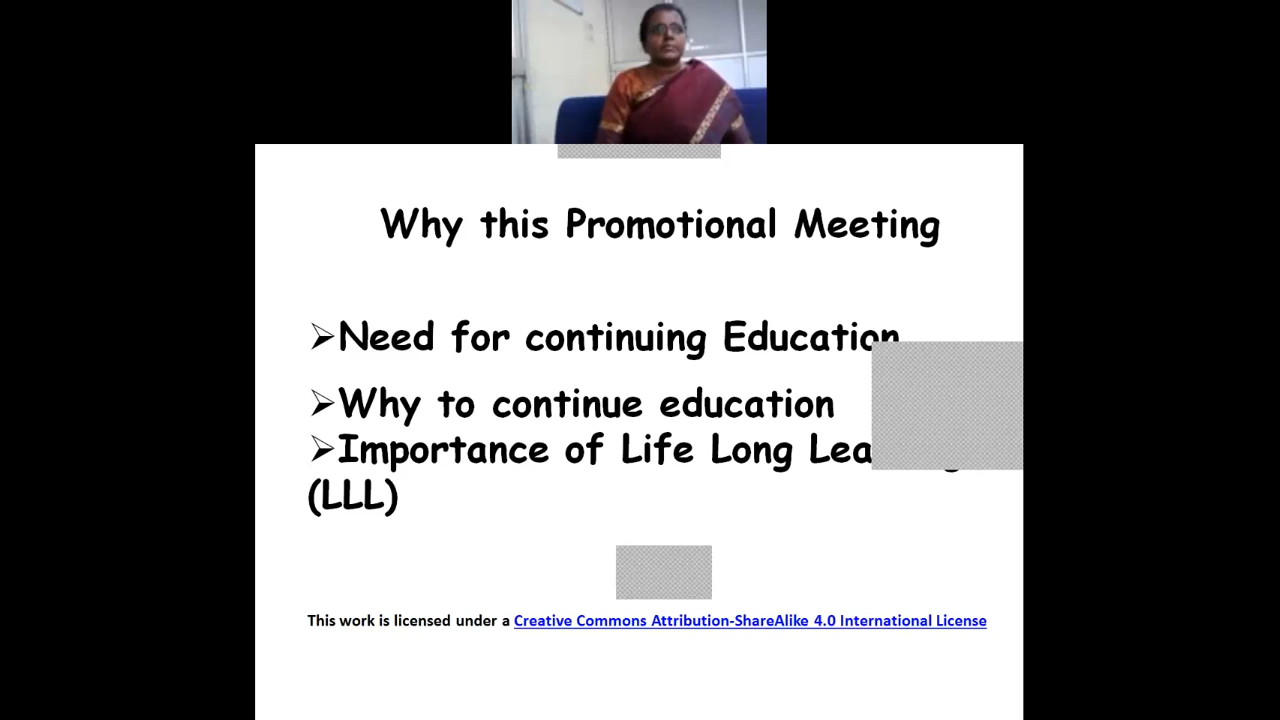 Why this Promotional Meeting
➢Need for continuing Education
➢Why to continue education
➢Importance of Life Long
(LLL)
This work is licensed under a Creative Commons Attribution-ShareAlike 4.0 International License